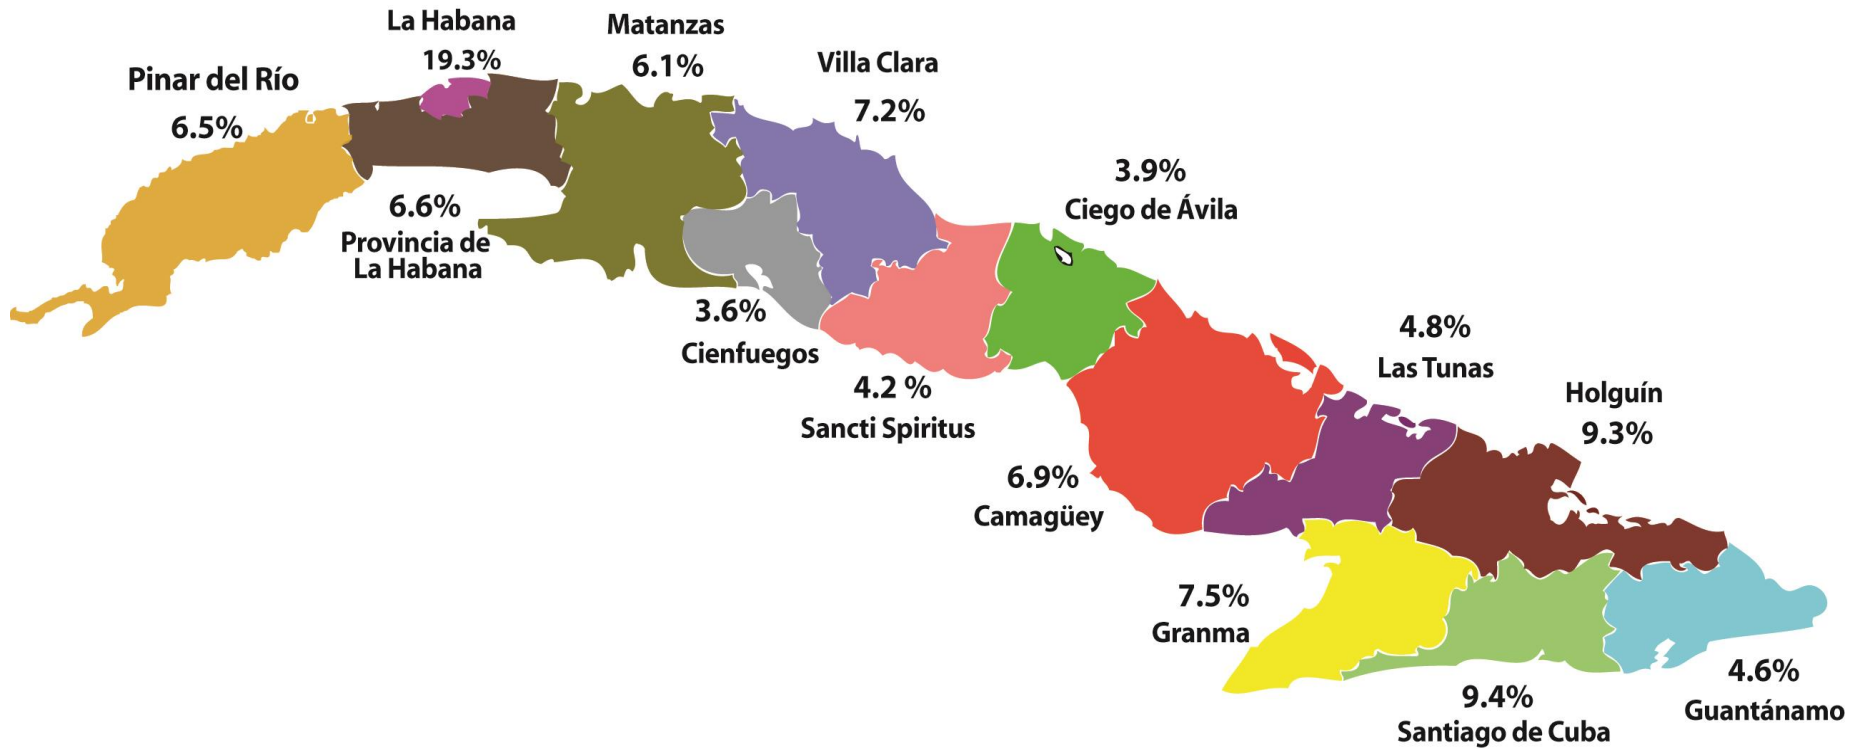 La Habana
19.3%
Matanzas
6.1%
Villa Clara
7.2%
Pinar del Río
6.5%
6.6%
Provincia de
La Habana
3.9%
Ciego de Ávila
3.6%
Cienfuegos
4.2 %
Sancti Spiritus
4.8%
Las Tunas
Holguín
9.3%
6.9%
Camagüey
7.5%
Granma
9.4%
Santiago de Cuba
4.6%
Guantánamo